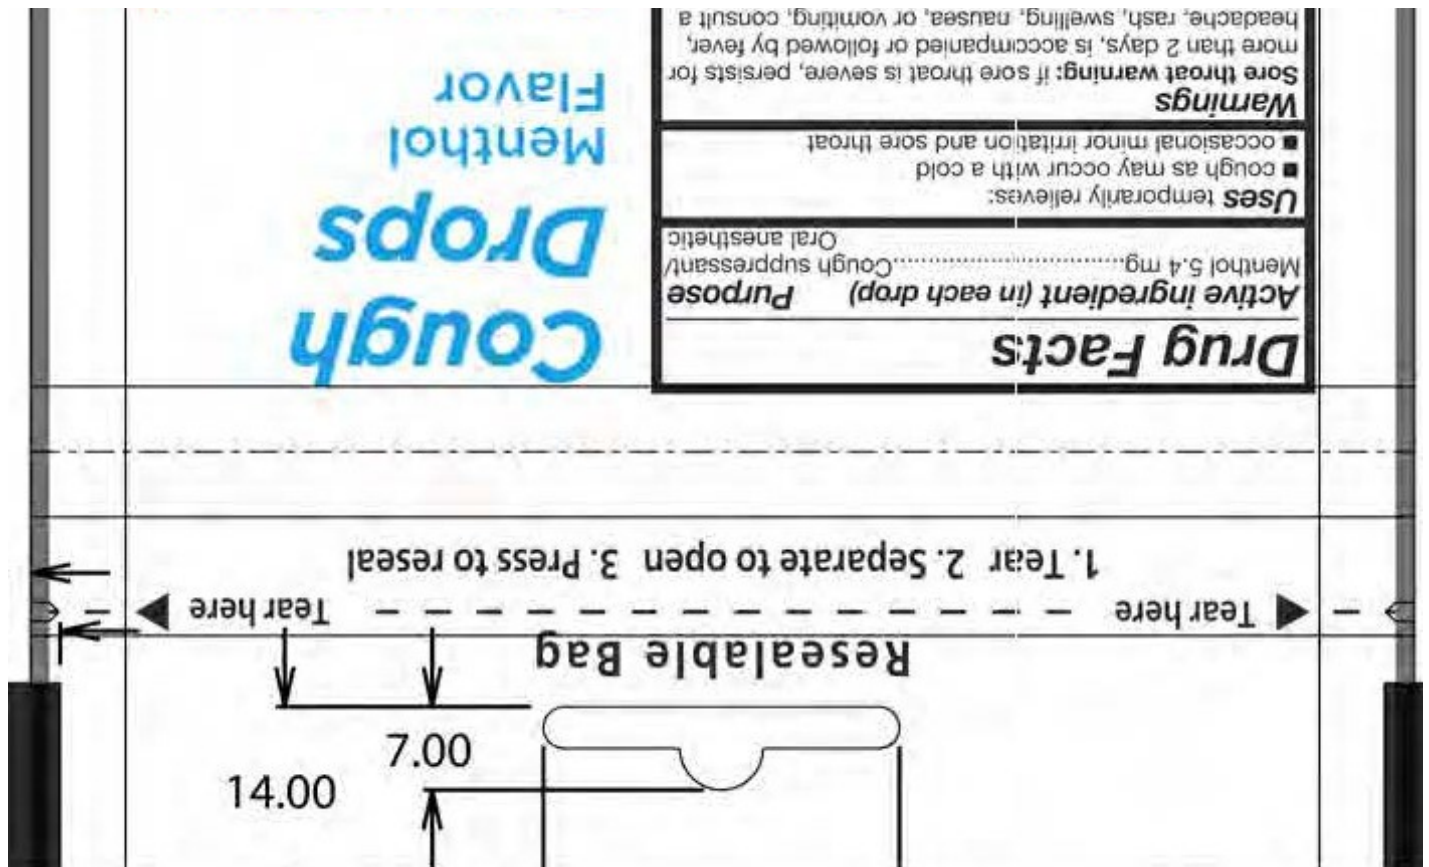 Resealable Bag
Tear here Tear here
1. Tear 2. Separate to open 3. Press to reseal
Drug Facts
Active ingredient (in each drop) Purpose
Menthol 5.4 mg................................Cough suppressant/
Oral anesthetic
Uses temporarily relieves:
■ cough as may occur with a cold
■ occasional minor irritation and sore throat
Warnings
Sore throat warning: if sore throat is severe, persists for
more than 2 days, is accompanied or followed by fever,
headache, rash, swelling, nausea, or vomiting, consult a
Cough
Drops
Menthol
Flavor
7.00
14.00